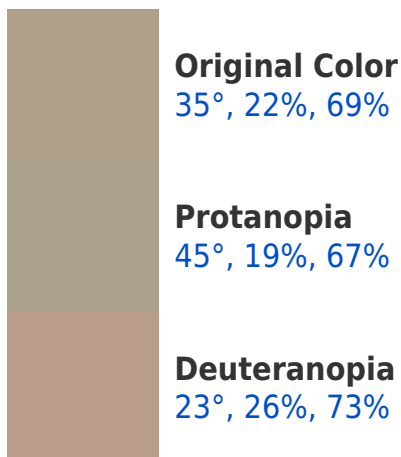 Original Color
35°, 22%, 69%
Protanopia
45°, 19%, 67%
Deuteranopia
23°, 26%, 73%